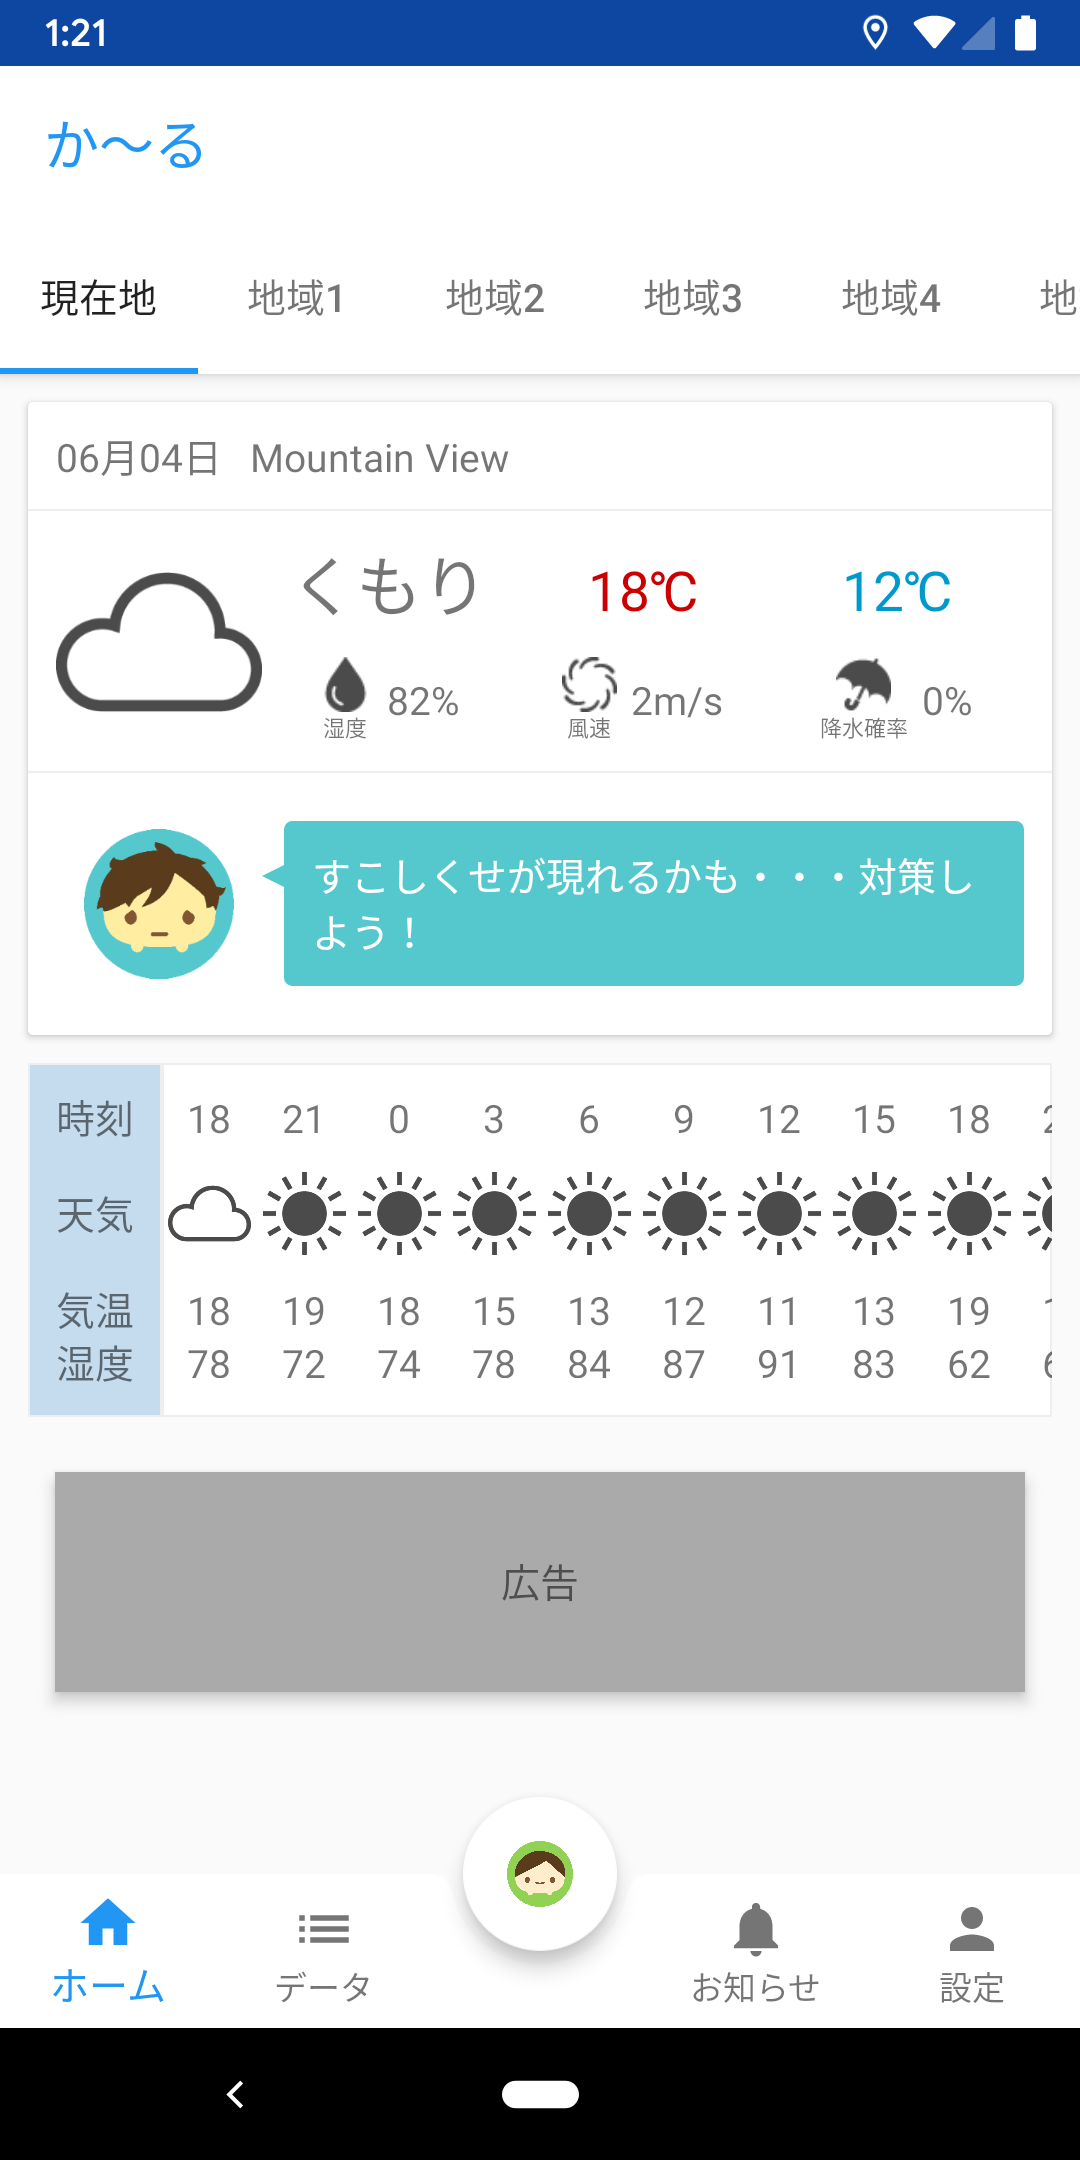 1:21
か〜る
現在地 地域1 地域2 地域3 地域4 地
06月04日 Mountain View
くもり 18℃ 12℃
82% 2m/s 0%
湿度 風速 降水確率
すこしくせが現れるかも・・・対策し
よう！
時刻 18 21 0 3 6 9 12 15 18
天気
気温 18 19 18 15 13 12 11 13 19
湿度 78 72 74 78 84 87 91 83 62
広告
ホーム データ お知らせ 設定